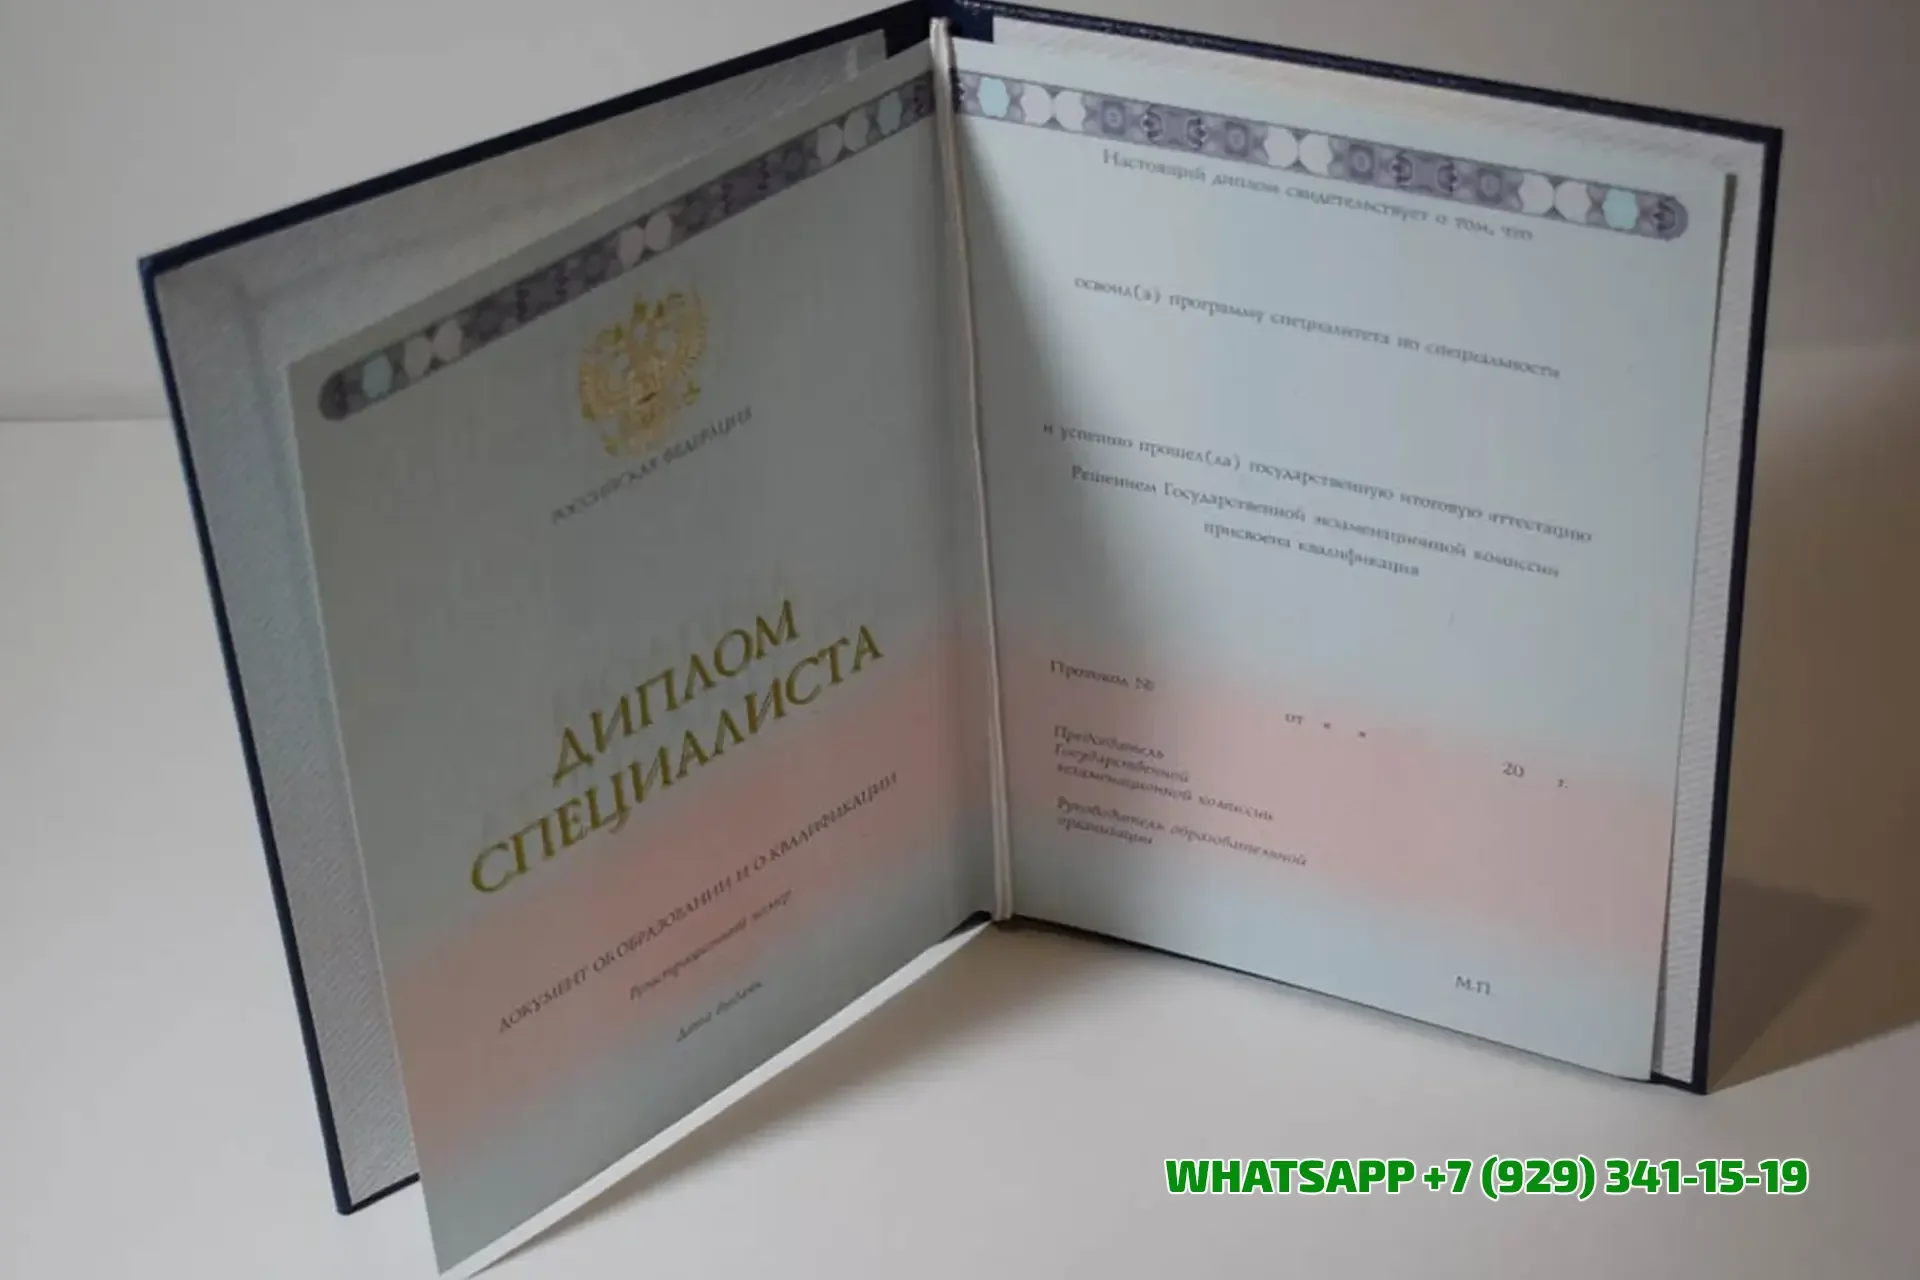 РОССИЙСКАЯ ФЕДЕРАЦИЯ
ДИПЛОМ
СПЕЦИАЛИСТА
ДОКУМЕНТ ОБ ОБРАЗОВАНИИ И О КВАЛИФИКАЦИИ
Регистрационный номер
Дата выдачи
Настоящий диплом свидетельствует о том, что
освоил(а) программу специалитета по специальности
и успешно прошел(ла) государственную итоговую аттестацию
Решением Государственной экзаменационной комиссии
присвоена квалификация
Протокол №
от « »
20 г.
Председатель
Государственной
экзаменационной комиссии
Руководитель образовательной
организации
М.П.
WHATSAPP +7 (929) 341-15-19